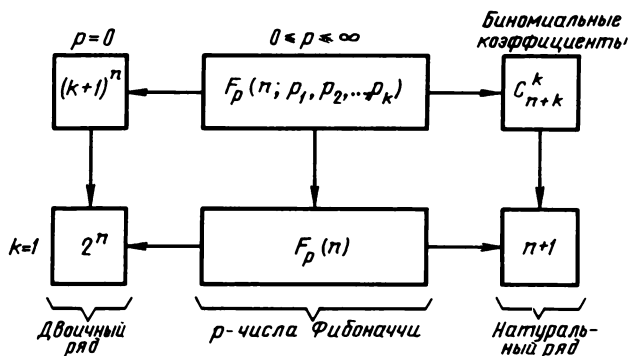 p=0
0 ≤ p ≤ ∞
Биномиальные
коэффициенты
(k+1)^n
F_p(n; p_1, p_2,...p_k)
C^k_{n+k}
k=1
2^n
F_p(n)
n+1
Двоичный
ряд
p-числа Фибоначчи
Натураль-
ный ряд